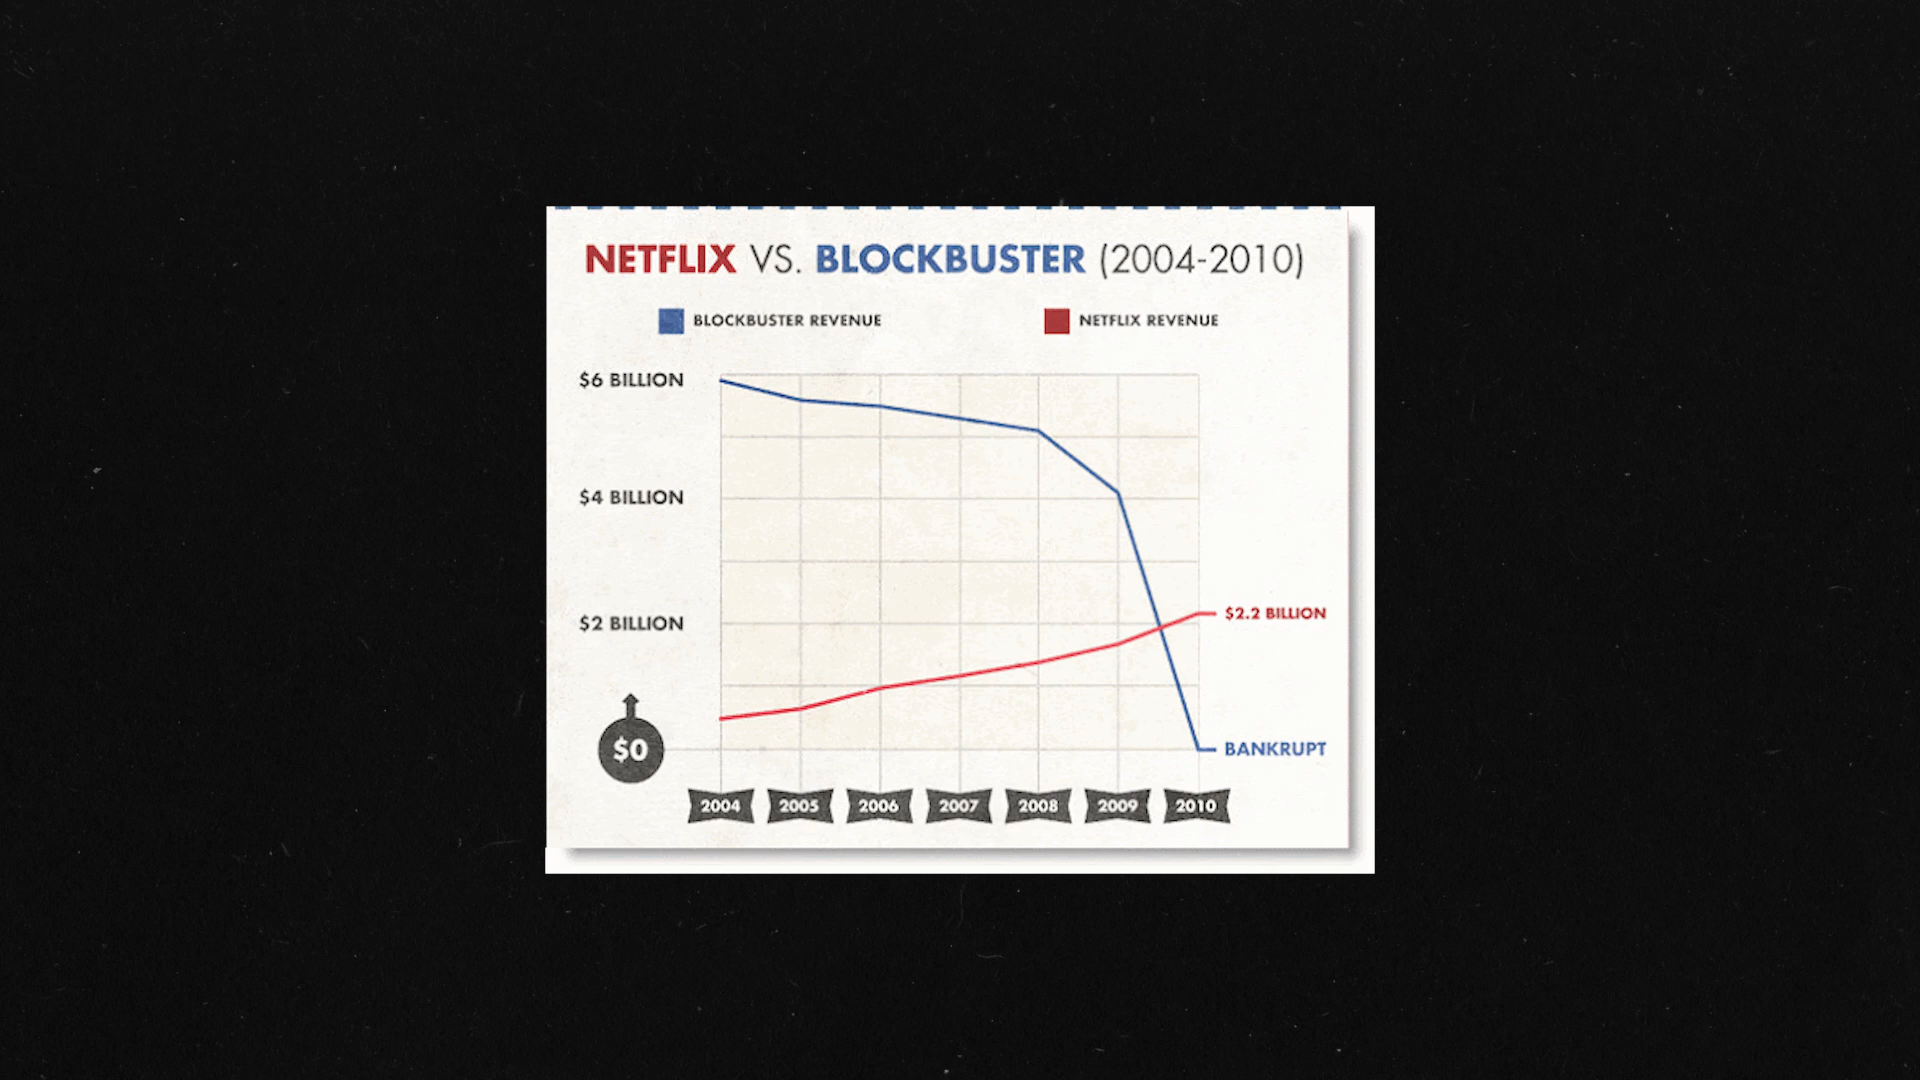 NETFLIX VS. BLOCKBUSTER (2004-2010)
BLOCKBUSTER REVENUE
NETFLIX REVENUE
$6 BILLION
$4 BILLION
$2 BILLION
$2.2 BILLION
$0
BANKRUPT
2004 2005 2006 2007 2008 2009 2010